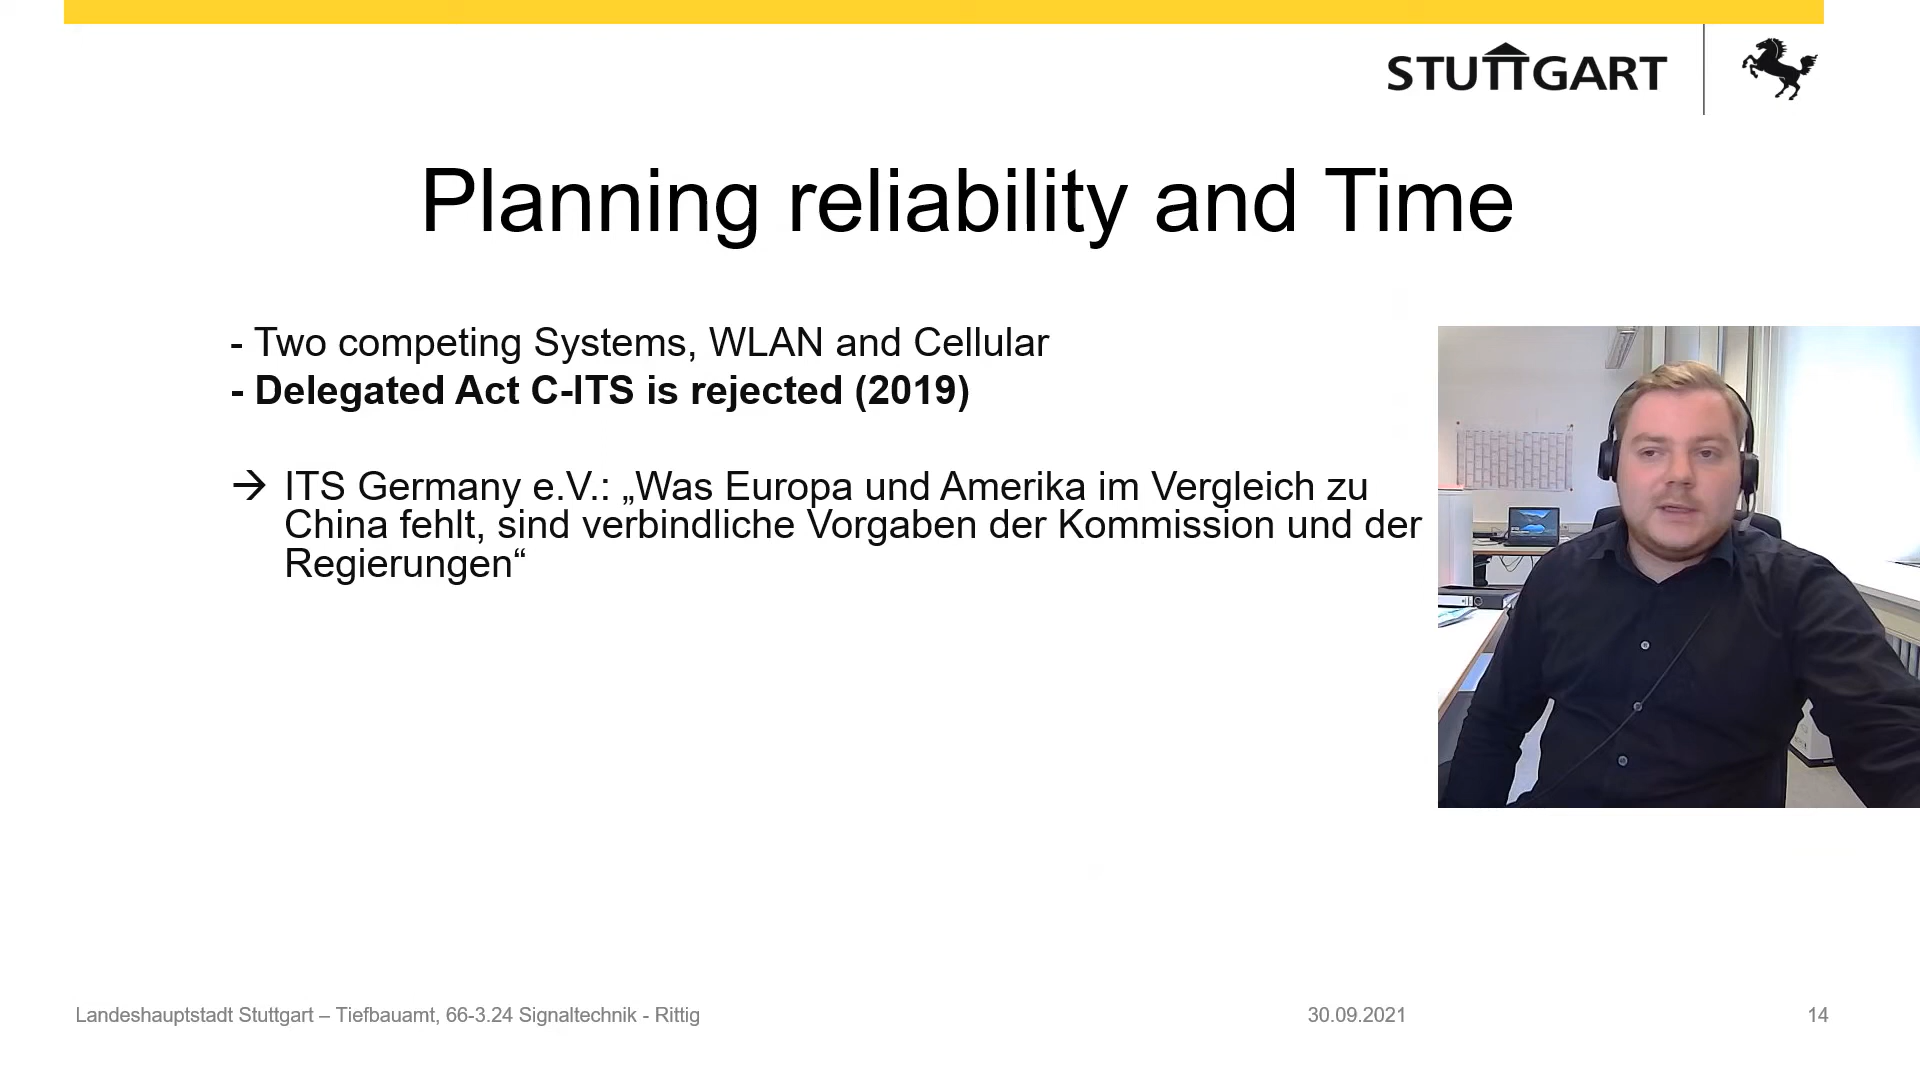 STUTTGART
Planning reliability and Time
- Two competing Systems, WLAN and Cellular
- Delegated Act C-ITS is rejected (2019)
→ ITS Germany e.V.: „Was Europa und Amerika im Vergleich zu
China fehlt, sind verbindliche Vorgaben der Kommission und der
Regierungen“
Landeshauptstadt Stuttgart – Tiefbauamt, 66-3.24 Signaltechnik - Rittig
30.09.2021
14